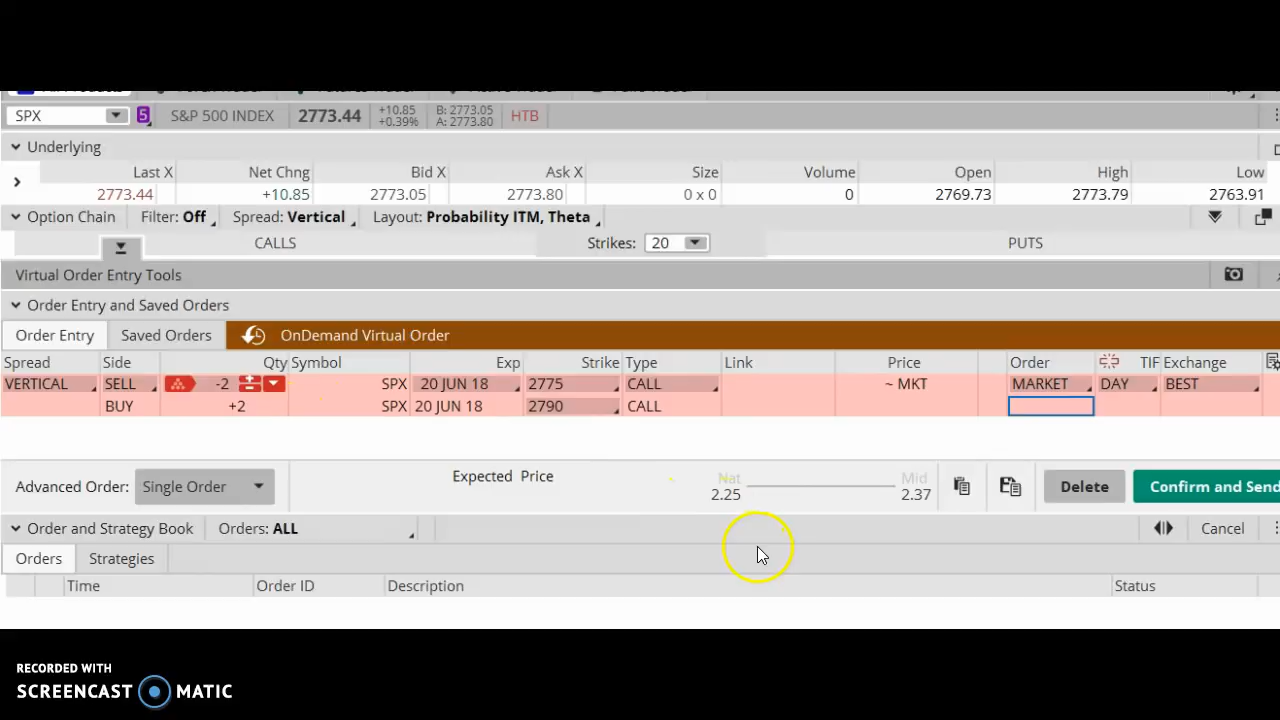 SPX 5 S&P 500 INDEX 2773.44 +10.85 +0.39% B: 2773.05 A: 2773.80 HTB
Underlying
Last X Net Chng Bid X Ask X Size Volume Open High Low
2773.44 +10.85 2773.05 2773.80 0 x 0 0 2769.73 2773.79 2763.91
Option Chain Filter: Off Spread: Vertical Layout: Probability ITM, Theta
CALLS Strikes: 20 PUTS
Virtual Order Entry Tools
Order Entry and Saved Orders
Order Entry Saved Orders OnDemand Virtual Order
Spread Side Qty Symbol Exp Strike Type Link Price Order TIF Exchange
VERTICAL SELL -2 SPX 20 JUN 18 2775 CALL ~ MKT MARKET DAY BEST
BUY +2 SPX 20 JUN 18 2790 CALL
Advanced Order: Single Order Expected Price Nat Mid Delete Confirm and Send
2.25 2.37
Order and Strategy Book Orders: ALL Cancel
Orders Strategies
Time Order ID Description Status
RECORDED WITH
SCREENCAST MATIC